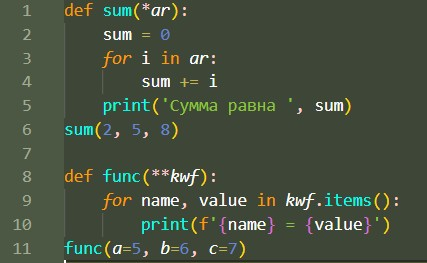 1 def sum(*ar):
2     sum = 0
3     for i in ar:
4         sum += i
5     print('Сумма равна ', sum)
6 sum(2, 5, 8)
7
8 def func(**kwf):
9     for name, value in kwf.items():
10         print(f'{name} = {value}')
11 func(a=5, b=6, c=7)